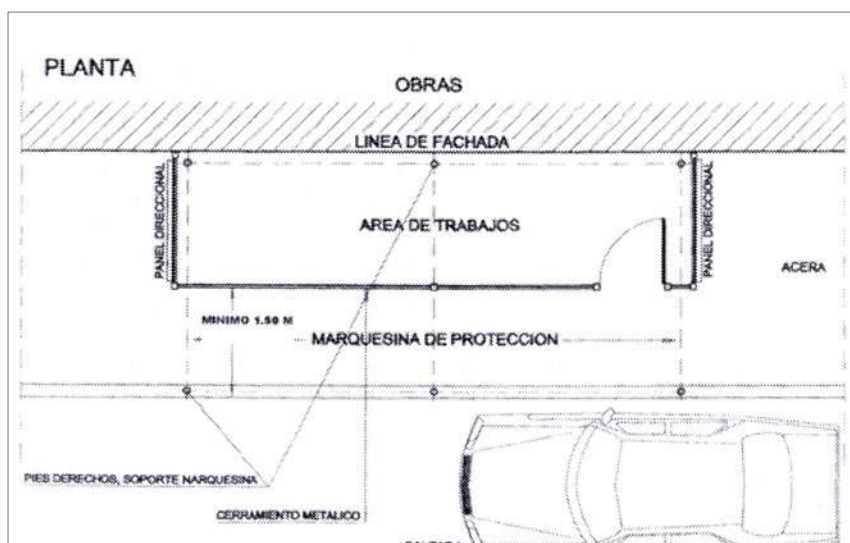 PLANTA
OBRAS
LINEA DE FACHADA
PANEL DIRECCIONAL
AREA DE TRABAJOS
PANEL DIRECCIONAL
ACERA
MINIMO 1.50 M
MARQUESINA DE PROTECCION
PIES DERECHOS, SOPORTE NARQUESINA
CERRAMIENTO METALICO